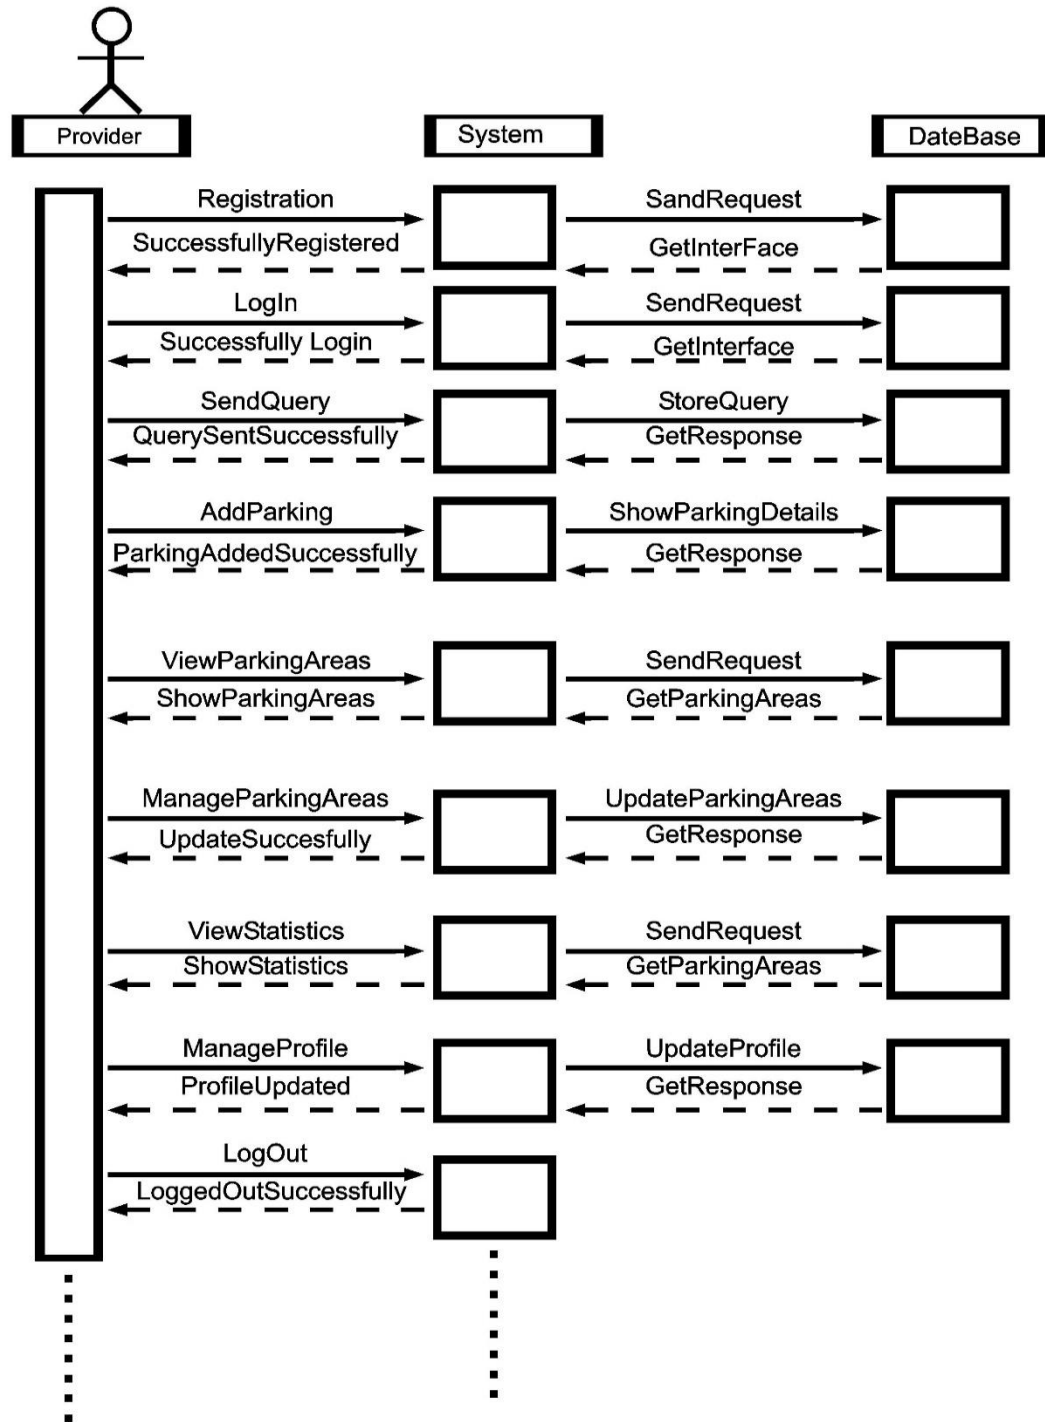 Provider
System
DateBase
Registration
SandRequest
SuccessfullyRegistered
GetInterFace
LogIn
SendRequest
Successfully Login
GetInterface
SendQuery
StoreQuery
QuerySentSuccessfully
GetResponse
AddParking
ShowParkingDetails
ParkingAddedSuccessfully
GetResponse
ViewParkingAreas
SendRequest
ShowParkingAreas
GetParkingAreas
ManageParkingAreas
UpdateParkingAreas
UpdateSuccesfully
GetResponse
ViewStatistics
SendRequest
ShowStatistics
GetParkingAreas
ManageProfile
UpdateProfile
ProfileUpdated
GetResponse
LogOut
LoggedOutSuccessfully